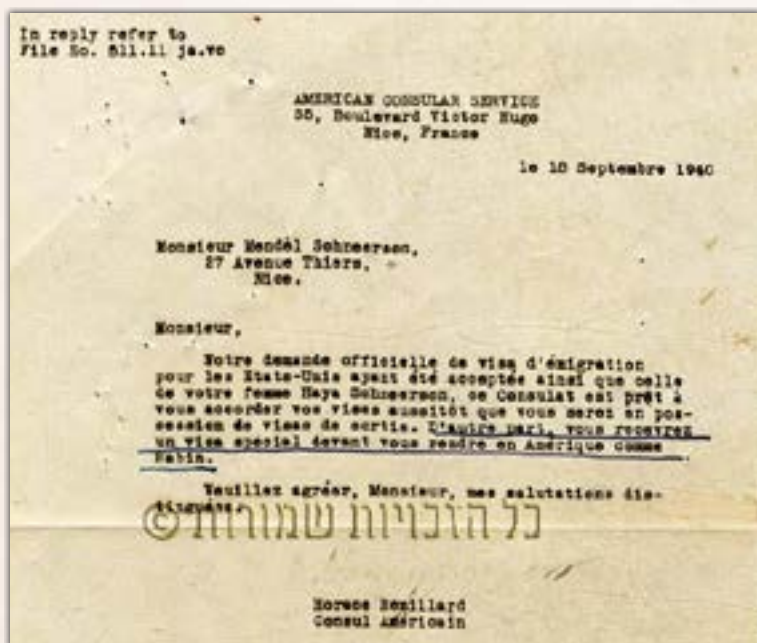 In reply refer to
File No. 811.11 ja.vo
AMERICAN CONSULAR SERVICE
35, Boulevard Victor Hugo
Nice, France
le 18 Septembre 1940
Monsieur Mendel Schneerson,
27 Avenue Thiers,
Nice.
Monsieur,
Notre demande officielle de visa d'émigration
pour les Etats-Unis ayant été acceptée ainsi que celle
de votre femme Haya Schneerson, ce Consulat est prêt à
vous accorder vos visas aussitôt que vous serez en pos-
session de visas de sortie. D'autre part, vous recevrez
un visa special devant vous rendre en Amérique comme
Rabin.
Veuillez agréer, Monsieur, mes salutations dis-
tinguées.
כל הזכויות שמורות ©
Horace Remillard
Consul Américain